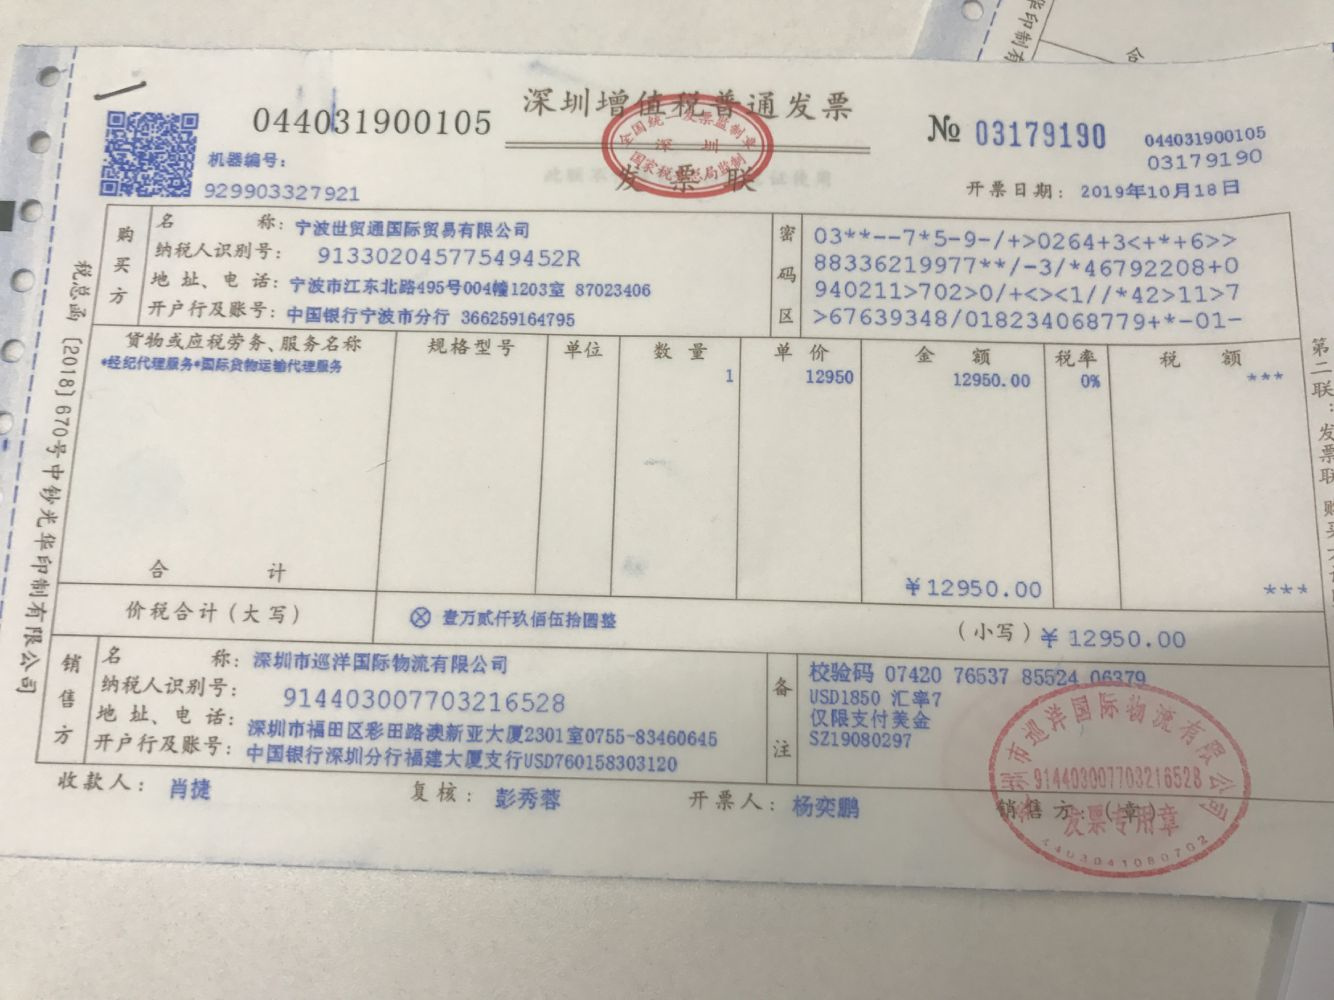 深圳增值税普通发票
发票联
全国统一发票监制章
深圳
国家税务总局监制
044031900105
№ 03179190
044031900105
03179190
机器编号：
929903327921
开票日期： 2019年10月18日
购买方
名称： 宁波世贸通国际贸易有限公司
纳税人识别号： 91330204577549452R
地址、电话： 宁波市江东北路495号004幢1203室 87023406
开户行及账号： 中国银行宁波市分行 366259164795
密码区
03**--7*5-9-/+>0264+3<+*+6>>
88336219977**/-3/*46792208+0
940211>702>0/+<><1//*42>11>7
>67639348/018234068779+*-01-
货物或应税劳务、服务名称 规格型号 单位 数量 单价 金额 税率 税额
*经纪代理服务*国际货物运输代理服务 1 12950 12950.00 0% ***
合计 ￥12950.00 ***
价税合计（大写） ⊗ 壹万贰仟玖佰伍拾圆整 （小写）￥12950.00
销售方
名称： 深圳市巡洋国际物流有限公司
纳税人识别号： 914403007703216528
地址、电话： 深圳市福田区彩田路澳新亚大厦2301室0755-83460645
开户行及账号： 中国银行深圳分行福建大厦支行USD760158303120
备注
校验码 07420 76537 85524 06379
USD1850 汇率7
仅限支付美金
SZ19080297
收款人： 肖捷 复核： 彭秀蓉 开票人： 杨奕鹏 销售方：（章）
深圳市巡洋国际物流有限公司
914403007703216528
发票专用章
4403041080702
税总函〔2018〕670号中钞光华印制有限公司
第二联：发票联